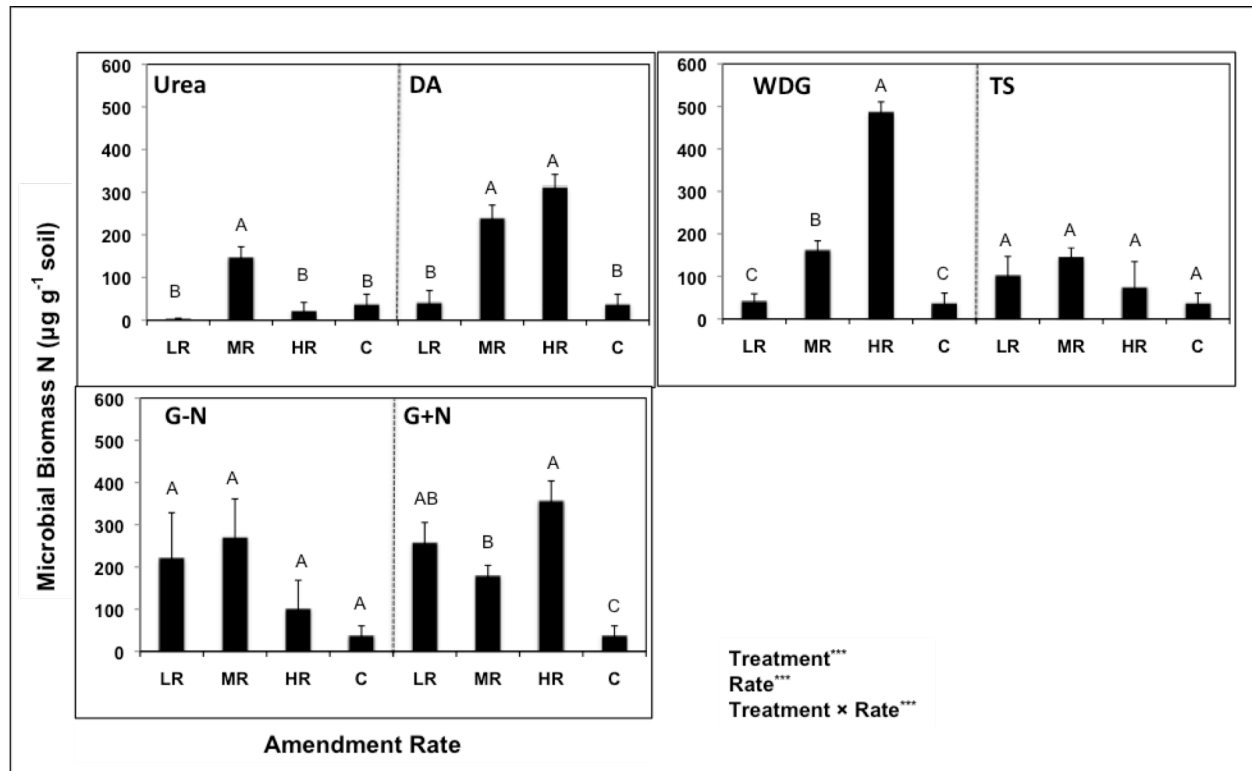 Microbial Biomass N (µg g⁻¹ soil)
600
500
400
300
200
100
0
Urea
DA
B
A
B
B
B
A
A
B
LR MR HR C LR MR HR C
600
500
400
300
200
100
0
WDG
TS
C
B
A
C
A
A
A
A
LR MR HR C LR MR HR C
600
500
400
300
200
100
0
G-N
G+N
A
A
A
A
AB
B
A
C
LR MR HR C LR MR HR C
Amendment Rate
Treatment***
Rate***
Treatment × Rate***